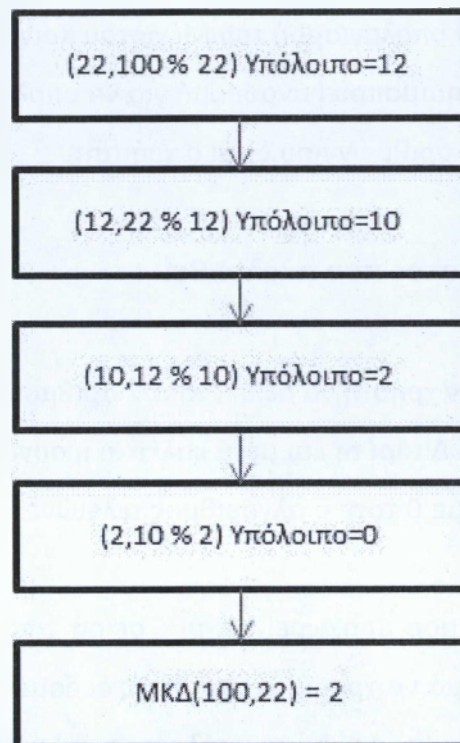 (22,100 % 22) Υπόλοιπο=12
(12,22 % 12) Υπόλοιπο=10
(10,12 % 10) Υπόλοιπο=2
(2,10 % 2) Υπόλοιπο=0
ΜΚΔ(100,22) = 2